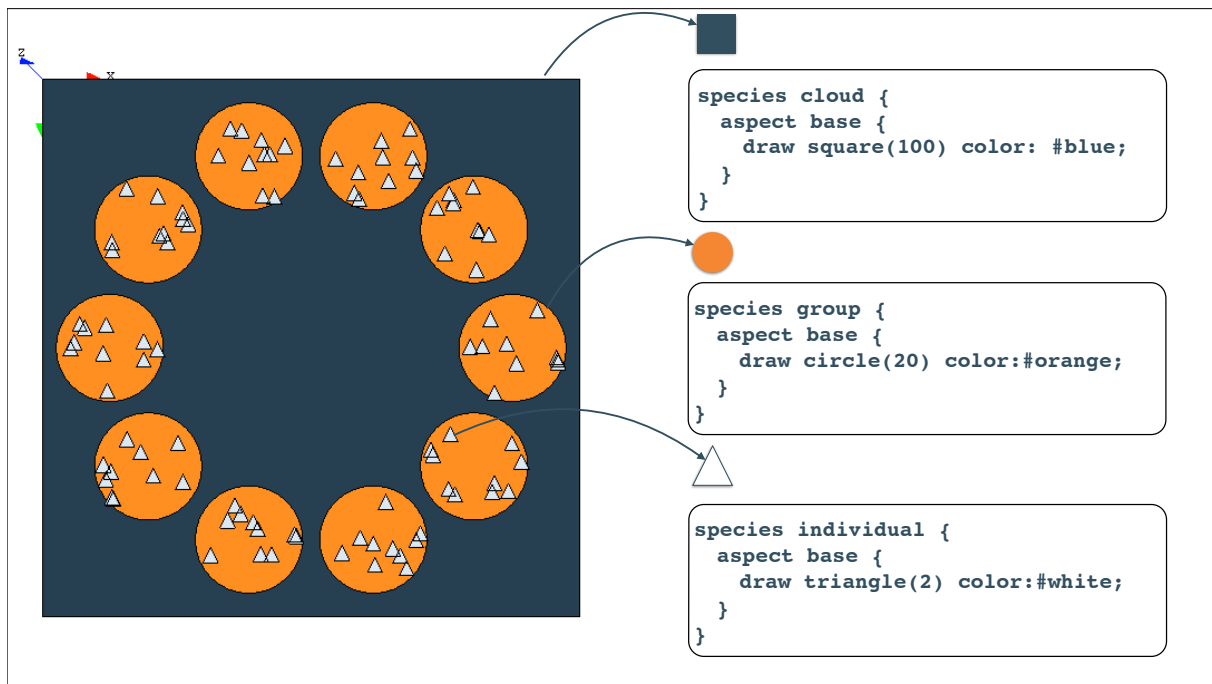 z
x
species cloud {
aspect base {
draw square(100) color: #blue;
}
}
species group {
aspect base {
draw circle(20) color:#orange;
}
}
species individual {
aspect base {
draw triangle(2) color:#white;
}
}